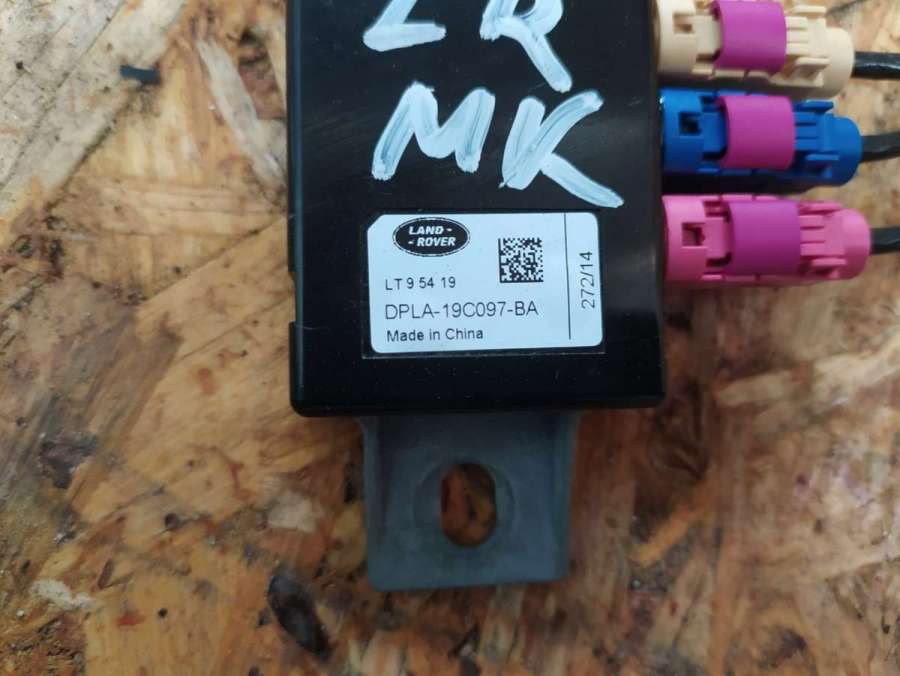 LR
MK
LAND-
-ROVER
LT 9 54 19
DPLA-19C097-BA
Made in China
272/14